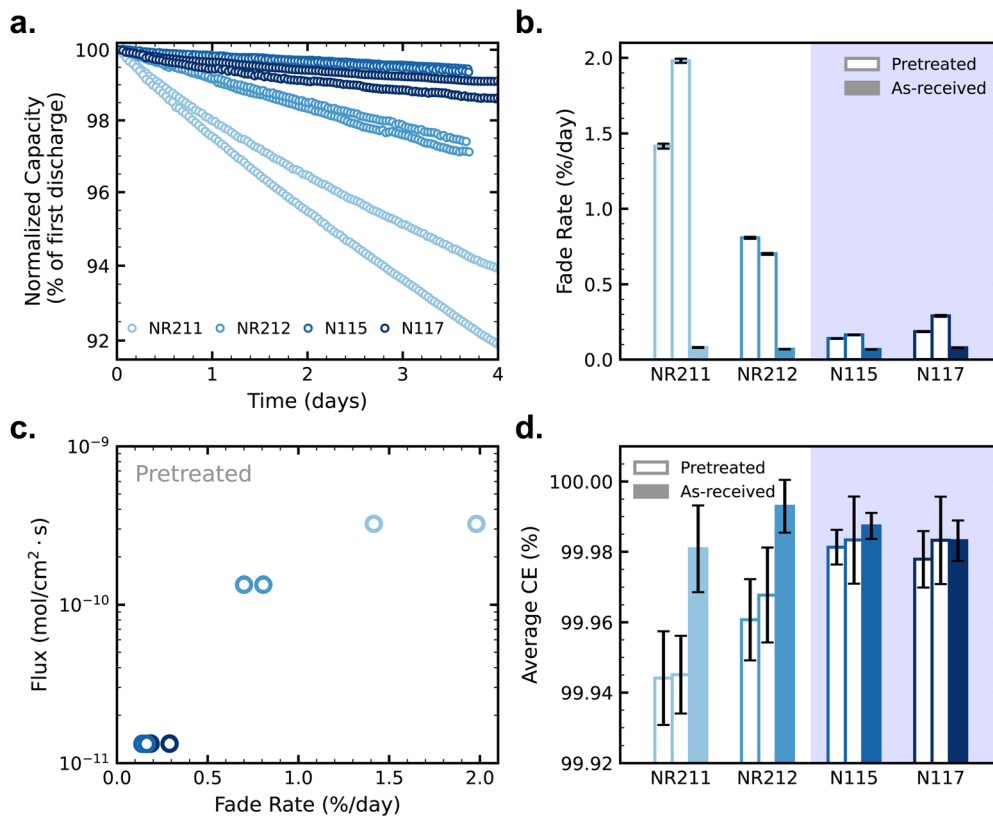 a.
Normalized Capacity
(% of first discharge)
100
98
96
94
92
NR211 NR212 N115 N117
0 1 2 3 4
Time (days)
b.
Fade Rate (%/day)
2.0
1.5
1.0
0.5
0.0
Pretreated
As-received
NR211 NR212 N115 N117
c.
Flux (mol/cm² · s)
10⁻⁹
10⁻¹⁰
10⁻¹¹
Pretreated
0.0 0.5 1.0 1.5 2.0
Fade Rate (%/day)
d.
Average CE (%)
100.00
99.98
99.96
99.94
99.92
Pretreated
As-received
NR211 NR212 N115 N117